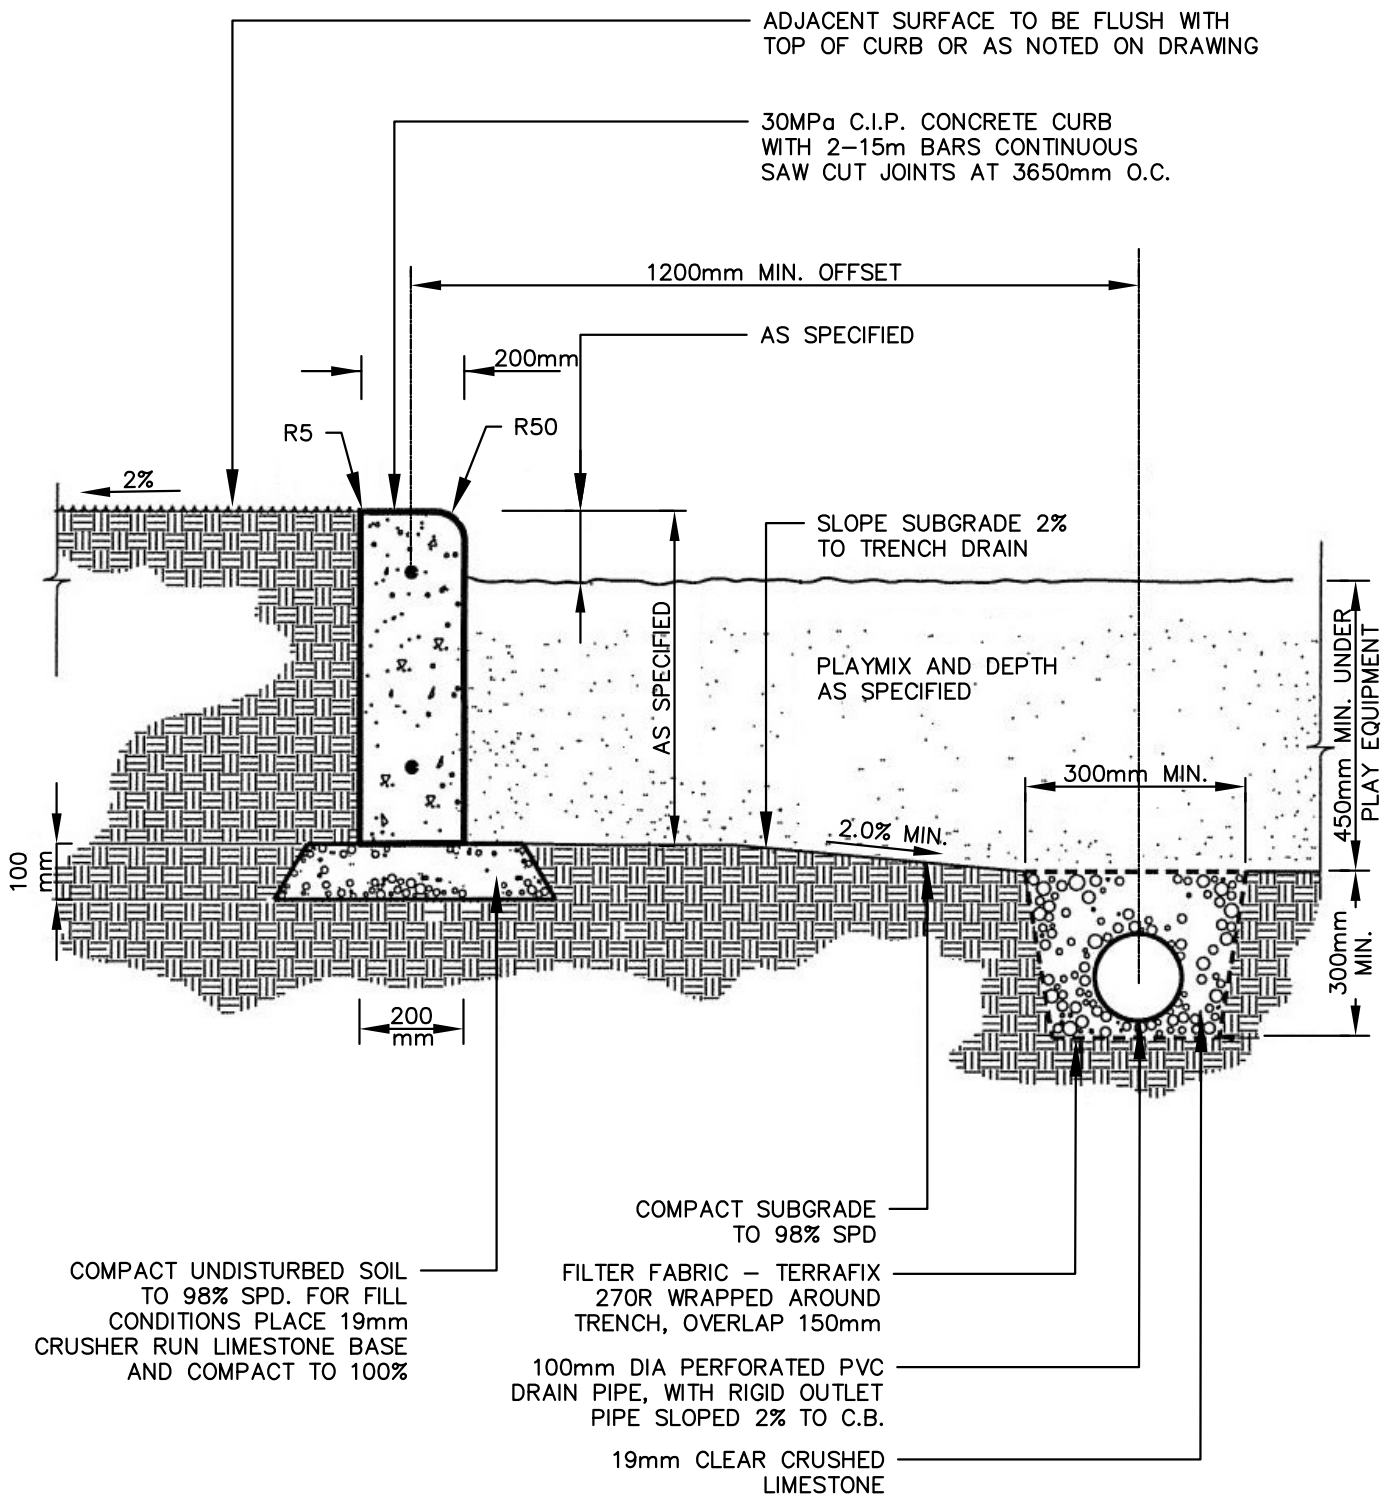 ADJACENT SURFACE TO BE FLUSH WITH
TOP OF CURB OR AS NOTED ON DRAWING
30MPa C.I.P. CONCRETE CURB
WITH 2-15m BARS CONTINUOUS
SAW CUT JOINTS AT 3650mm O.C.
1200mm MIN. OFFSET
AS SPECIFIED
200mm
R5
R50
2%
SLOPE SUBGRADE 2%
TO TRENCH DRAIN
AS SPECIFIED
PLAYMIX AND DEPTH
AS SPECIFIED
450mm MIN. UNDER
PLAY EQUIPMENT
300mm MIN.
2.0% MIN.
100
mm
300mm
MIN.
200
mm
COMPACT SUBGRADE
TO 98% SPD
COMPACT UNDISTURBED SOIL
TO 98% SPD. FOR FILL
CONDITIONS PLACE 19mm
CRUSHER RUN LIMESTONE BASE
AND COMPACT TO 100%
FILTER FABRIC – TERRAFIX
270R WRAPPED AROUND
TRENCH, OVERLAP 150mm
100mm DIA PERFORATED PVC
DRAIN PIPE, WITH RIGID OUTLET
PIPE SLOPED 2% TO C.B.
19mm CLEAR CRUSHED
LIMESTONE